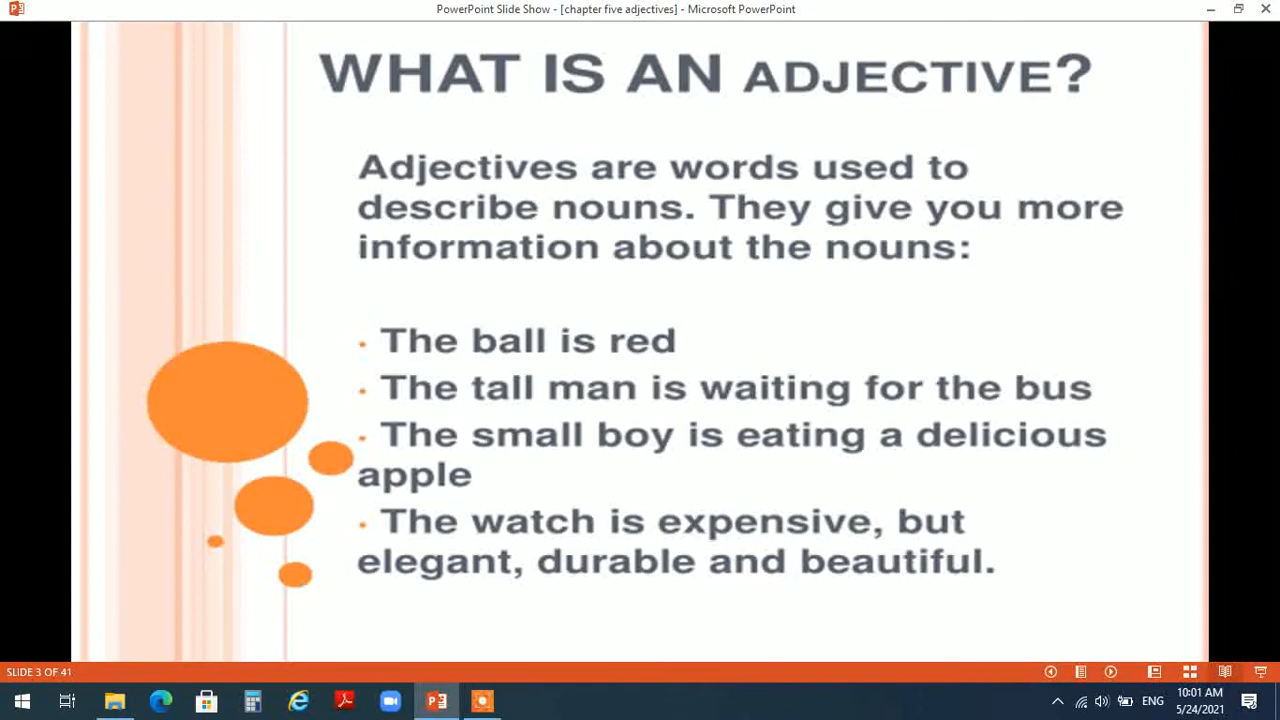 PowerPoint Slide Show - [chapter five adjectives] - Microsoft PowerPoint
WHAT IS AN ADJECTIVE?
Adjectives are words used to
describe nouns. They give you more
information about the nouns:
• The ball is red
• The tall man is waiting for the bus
• The small boy is eating a delicious
apple
• The watch is expensive, but
elegant, durable and beautiful.
SLIDE 3 OF 41
ENG
10:01 AM
5/24/2021